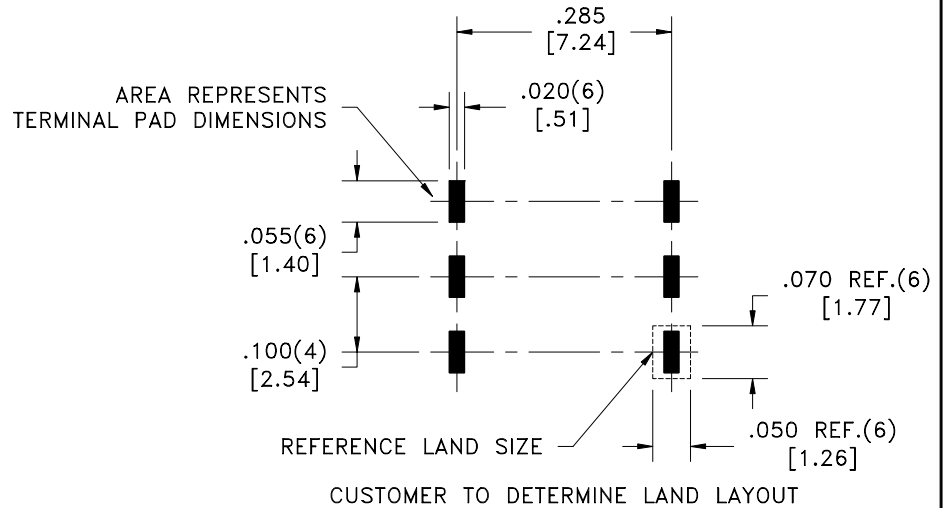 .285
[7.24]
AREA REPRESENTS
TERMINAL PAD DIMENSIONS
.020(6)
[.51]
.055(6)
[1.40]
.070 REF.(6)
[1.77]
.100(4)
[2.54]
REFERENCE LAND SIZE
.050 REF.(6)
[1.26]
CUSTOMER TO DETERMINE LAND LAYOUT